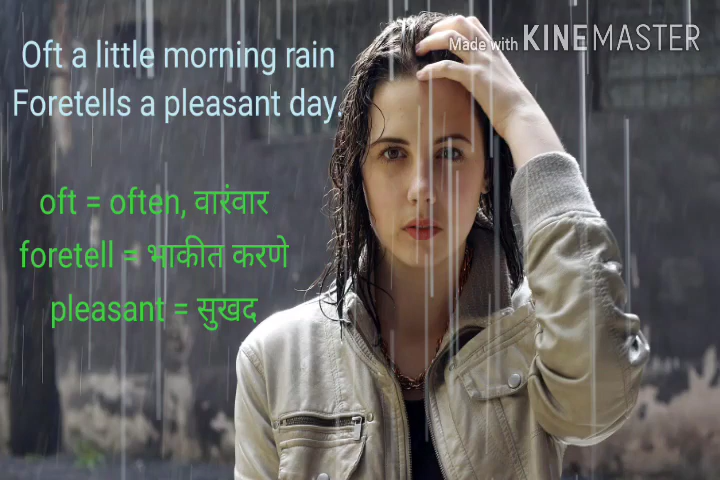 Made with KINEMASTER
Oft a little morning rain
Foretells a pleasant day.
oft = often, वारंवार
foretell = भाकीत करणे
pleasant = सुखद